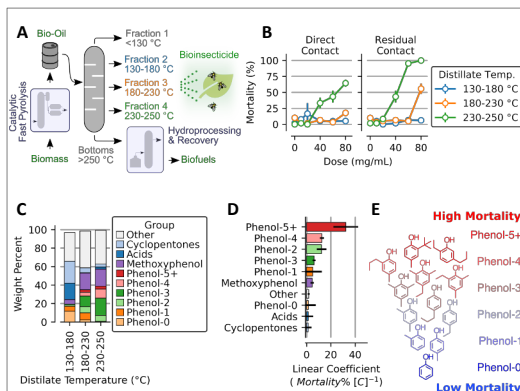 A
Bio-Oil
Catalytic
Fast Pyrolysis
Biomass
Fraction 1
<130 °C
Fraction 2
130-180 °C
Fraction 3
180-230 °C
Fraction 4
230-250 °C
Bottoms
>250 °C
Bioinsecticide
Hydroprocessing
& Recovery
Biofuels
B
Direct
Contact
Residual
Contact
Mortality (%)
100
75
50
25
0
0 40 80
0 40 80
Dose (mg/mL)
Distillate Temp.
130-180 °C
180-230 °C
230-250 °C
C
Weight Percent
100
80
60
40
20
0
130-180
180-230
230-250
Distilate Temperature (°C)
Group
Other
Cyclopentones
Acids
Methoxyphenol
Phenol-5+
Phenol-4
Phenol-3
Phenol-2
Phenol-1
Phenol-0
D
Phenol-5+
Phenol-4
Phenol-2
Phenol-3
Phenol-1
Methoxyphenol
Other
Phenol-0
Acids
Cyclopentones
0 20 40
Linear Coefficient
( Mortality% [C]⁻¹)
E
High Mortality
Phenol-5+
Phenol-4
Phenol-3
Phenol-2
Phenol-1
Phenol-0
Low Mortality